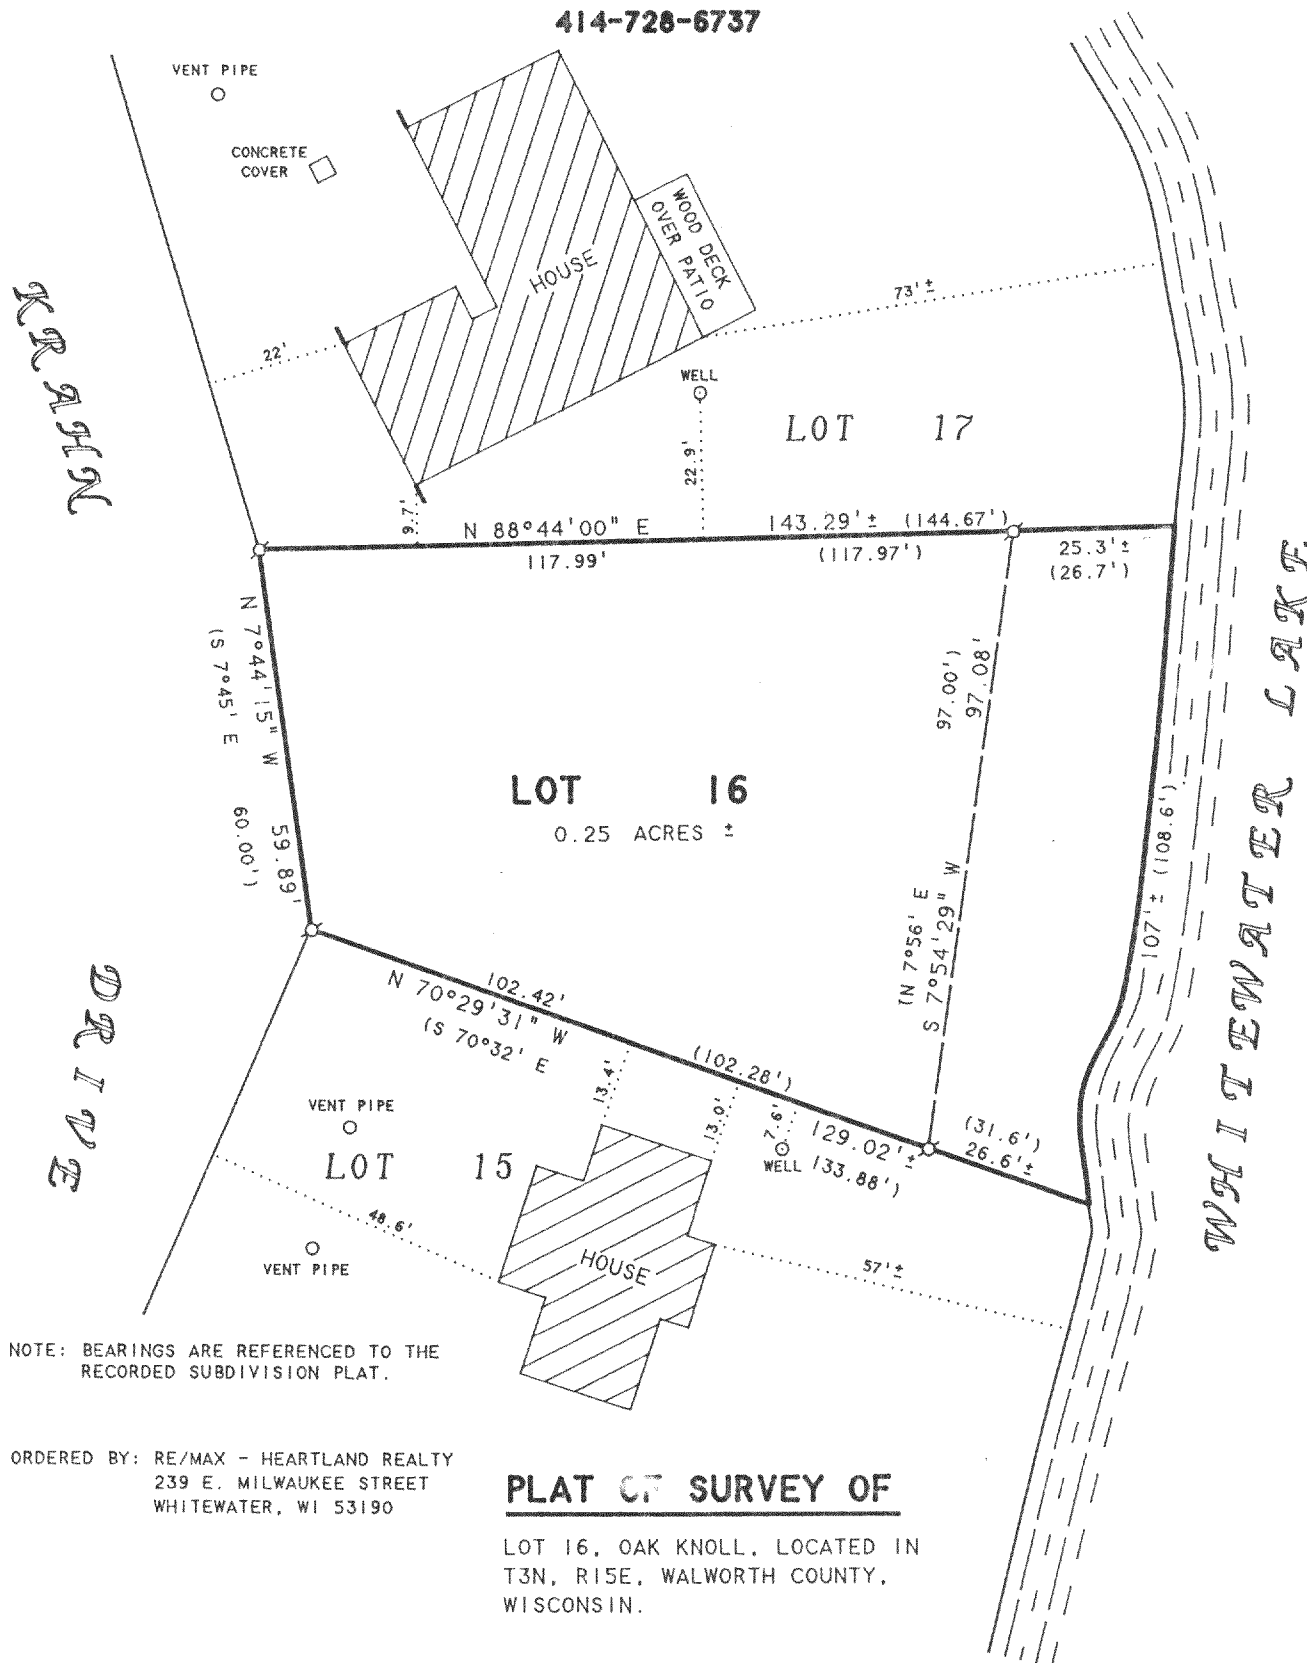 414-728-6737
VENT PIPE
CONCRETE
COVER
HOUSE
WOOD DECK
OVER PATIO
73'±
22'
WELL
22.9'
LOT 17
9.7'
KRAHN
DRIVE
N 88°44'00" E 143.29'± (144.67')
117.99' (117.97')
25.3'±
(26.7')
N 7°44'15" W 59.89'
(S 7°45' E 60.00')
97.00')
97.08'
(N 7°56' E
S 7°54'29" W
LOT 16
0.25 ACRES ±
107'± (108.6')
WHITEWATER LAKE
102.42'
N 70°29'31" W
(S 70°32' E
(102.28')
129.02'±
133.88')
(31.6')
26.6'±
13.4'
13.0'
7.6'
WELL
VENT PIPE
LOT 15
48.6'
VENT PIPE
HOUSE
57'±
NOTE: BEARINGS ARE REFERENCED TO THE
RECORDED SUBDIVISION PLAT.
ORDERED BY: RE/MAX - HEARTLAND REALTY
239 E. MILWAUKEE STREET
WHITEWATER, WI 53190
PLAT OF SURVEY OF
LOT 16, OAK KNOLL, LOCATED IN
T3N, R15E, WALWORTH COUNTY,
WISCONSIN.